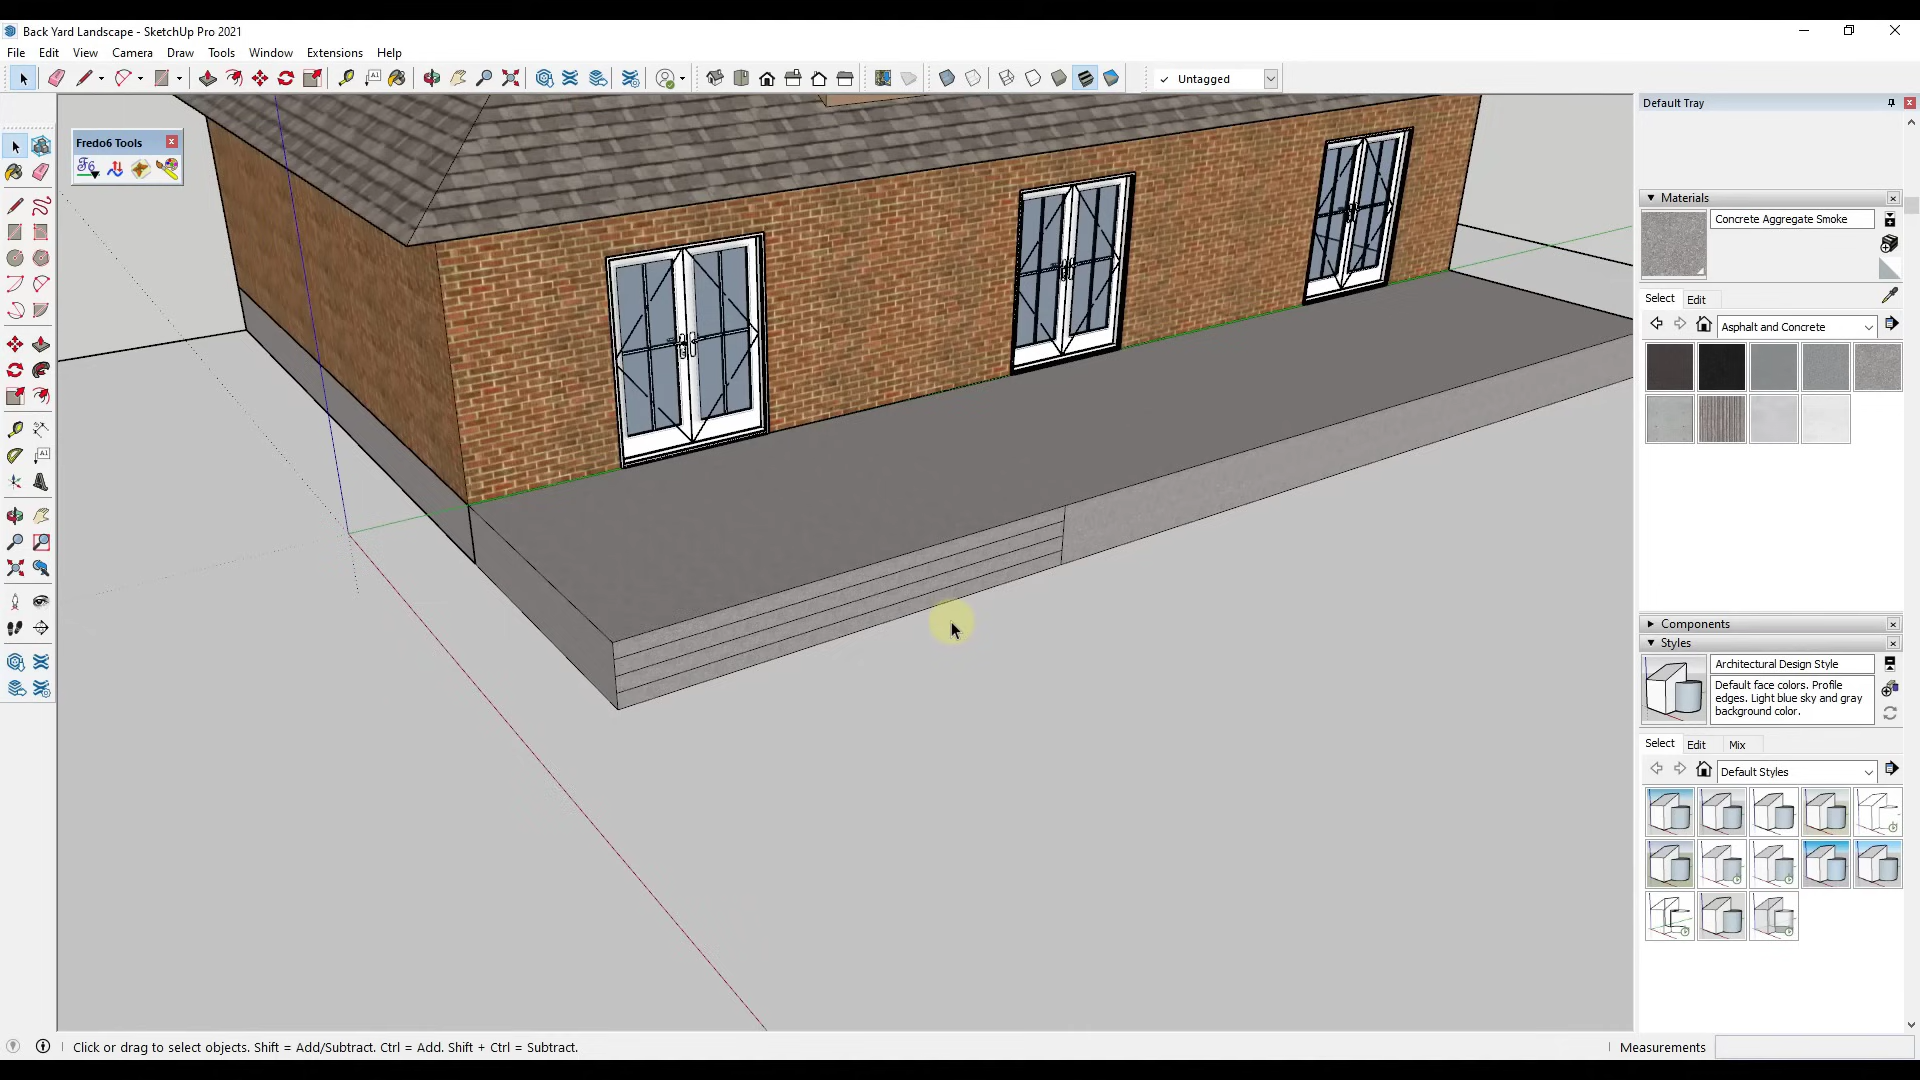 Back Yard Landscape - SketchUp Pro 2021
File Edit View Camera Draw Tools Window Extensions Help
Untagged
Default Tray
Fredo6 Tools
Materials
Concrete Aggregate Smoke
Select Edit
Asphalt and Concrete
Components
Styles
Architectural Design Style
Default face colors. Profile
edges. Light blue sky and gray
background color.
Select Edit Mix
Default Styles
Click or drag to select objects. Shift = Add/Subtract. Ctrl = Add. Shift + Ctrl = Subtract.
Measurements